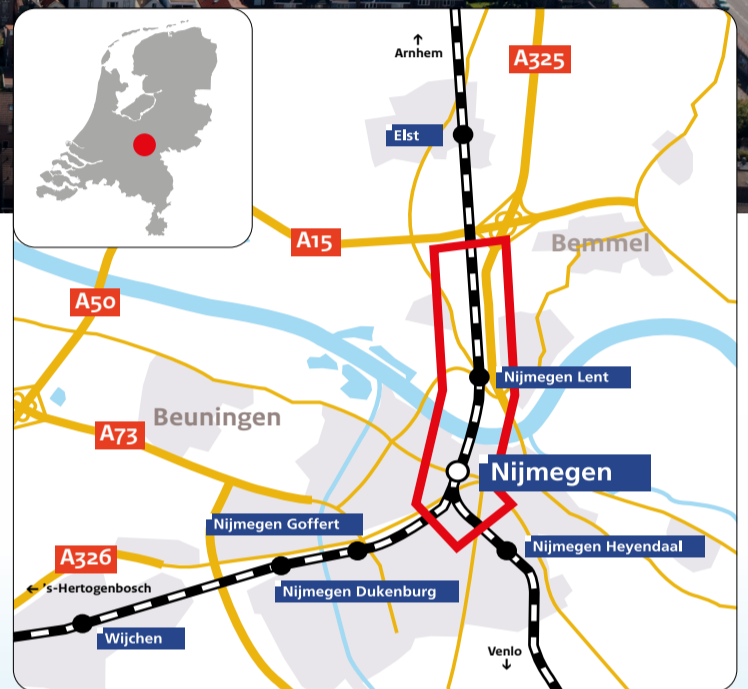 ↑
Arnhem
A325
Elst
A15
Bemmel
A50
Nijmegen Lent
Beuningen
A73
Nijmegen
Nijmegen Goffert
Nijmegen Heyendaal
A326
← 's-Hertogenbosch
Nijmegen Dukenburg
Wijchen
Venlo
↓